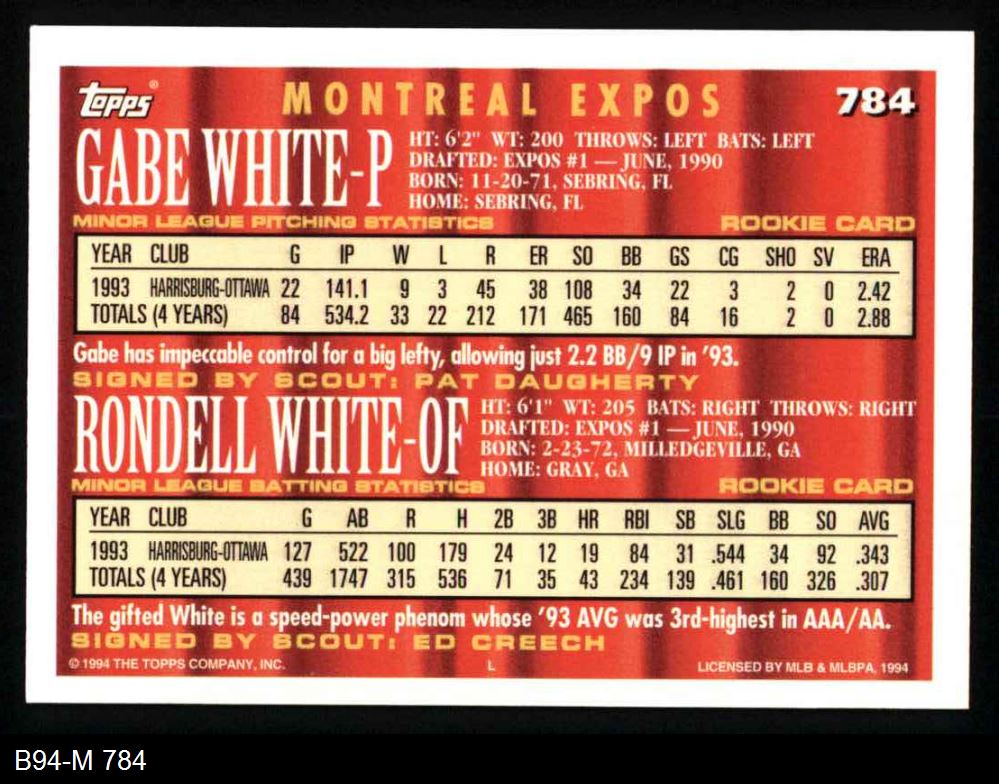 topps® MONTREAL EXPOS 784
GABE WHITE-P
HT: 6'2" WT: 200 THROWS: LEFT BATS: LEFT
DRAFTED: EXPOS #1 — JUNE, 1990
BORN: 11-20-71, SEBRING, FL
HOME: SEBRING, FL
MINOR LEAGUE PITCHING STATISTICS ROOKIE CARD
YEAR CLUB G IP W L R ER SO BB GS CG SHO SV ERA
1993 HARRISBURG-OTTAWA 22 141.1 9 3 45 38 108 34 22 3 2 0 2.42
TOTALS (4 YEARS) 84 534.2 33 22 212 171 465 160 84 16 2 0 2.88
Gabe has impeccable control for a big lefty, allowing just 2.2 BB/9 IP in '93.
SIGNED BY SCOUT: PAT DAUGHERTY
RONDELL WHITE-OF
HT: 6'1" WT: 205 BATS: RIGHT THROWS: RIGHT
DRAFTED: EXPOS #1 — JUNE, 1990
BORN: 2-23-72, MILLEDGEVILLE, GA
HOME: GRAY, GA
MINOR LEAGUE BATTING STATISTICS ROOKIE CARD
YEAR CLUB G AB R H 2B 3B HR RBI SB SLG BB SO AVG
1993 HARRISBURG-OTTAWA 127 522 100 179 24 12 19 84 31 .544 34 92 .343
TOTALS (4 YEARS) 439 1747 315 536 71 35 43 234 139 .461 160 326 .307
The gifted White is a speed-power phenom whose '93 AVG was 3rd-highest in AAA/AA.
SIGNED BY SCOUT: ED CREECH
© 1994 THE TOPPS COMPANY, INC. L LICENSED BY MLB & MLBPA, 1994
B94-M 784